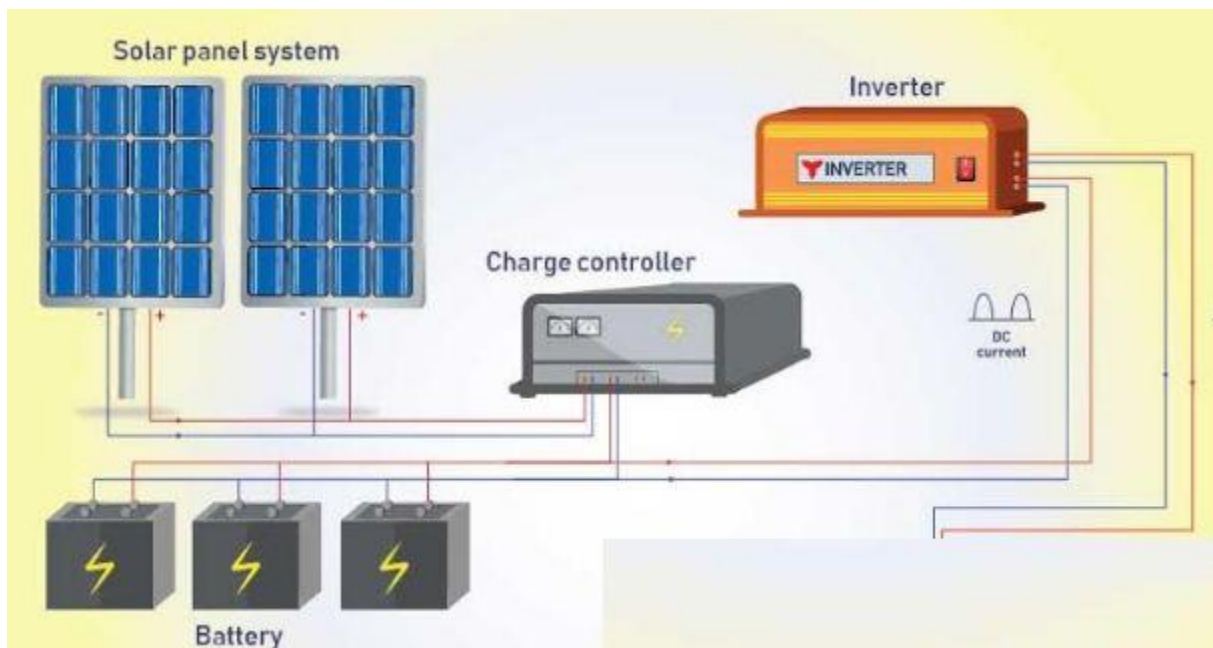 Solar panel system
Inverter
INVERTER
Charge controller
- +
- +
DC
current
Battery